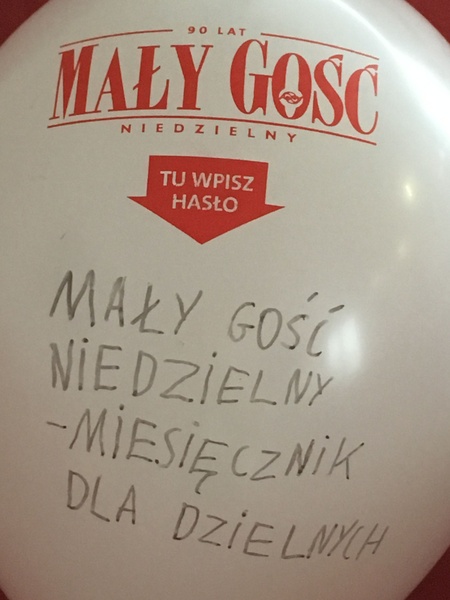 90 LAT
MAŁY GOŚĆ
NIEDZIELNY
TU WPISZ
HASŁO
MAŁY GOŚĆ
NiEDZiELNY
-MiESiĘCZNiK
DLA DZiELNYCH